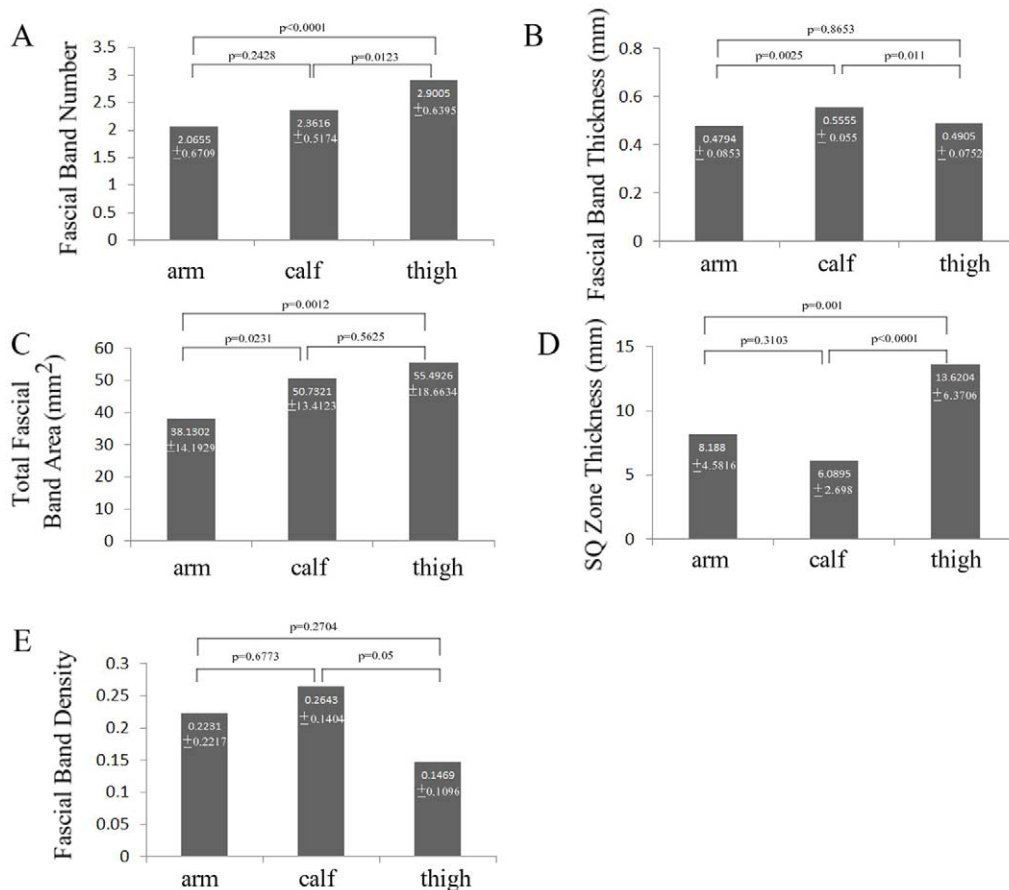 A
Fascial Band Number
p<0.0001
p=0.2428
p=0.0123
3.5
3
2.5
2
1.5
1
0.5
0
2.0655
±0.6709
2.3616
±0.5174
2.9005
±0.6395
arm
calf
thigh
B
Fascial Band Thickness (mm)
p=0.8653
p=0.0025
p=0.011
0.8
0.6
0.4
0.2
0
0.4794
±0.0853
0.5555
±0.055
0.4905
±0.0752
arm
calf
thigh
C
Total Fascial
Band Area (mm²)
p=0.0012
p=0.0231
p=0.5625
60
50
40
30
20
10
0
38.1302
±14.1929
50.7321
±13.4123
55.4926
±18.6634
arm
calf
thigh
D
SQ Zone Thickness (mm)
p=0.001
p=0.3103
p<0.0001
15
10
5
0
8.188
±4.5816
6.0895
±2.698
13.6204
±6.3706
arm
calf
thigh
E
Fascial Band Density
p=0.2704
p=0.6773
p=0.05
0.3
0.25
0.2
0.15
0.1
0.05
0
0.2231
±0.2217
0.2643
±0.1404
0.1469
±0.1096
arm
calf
thigh